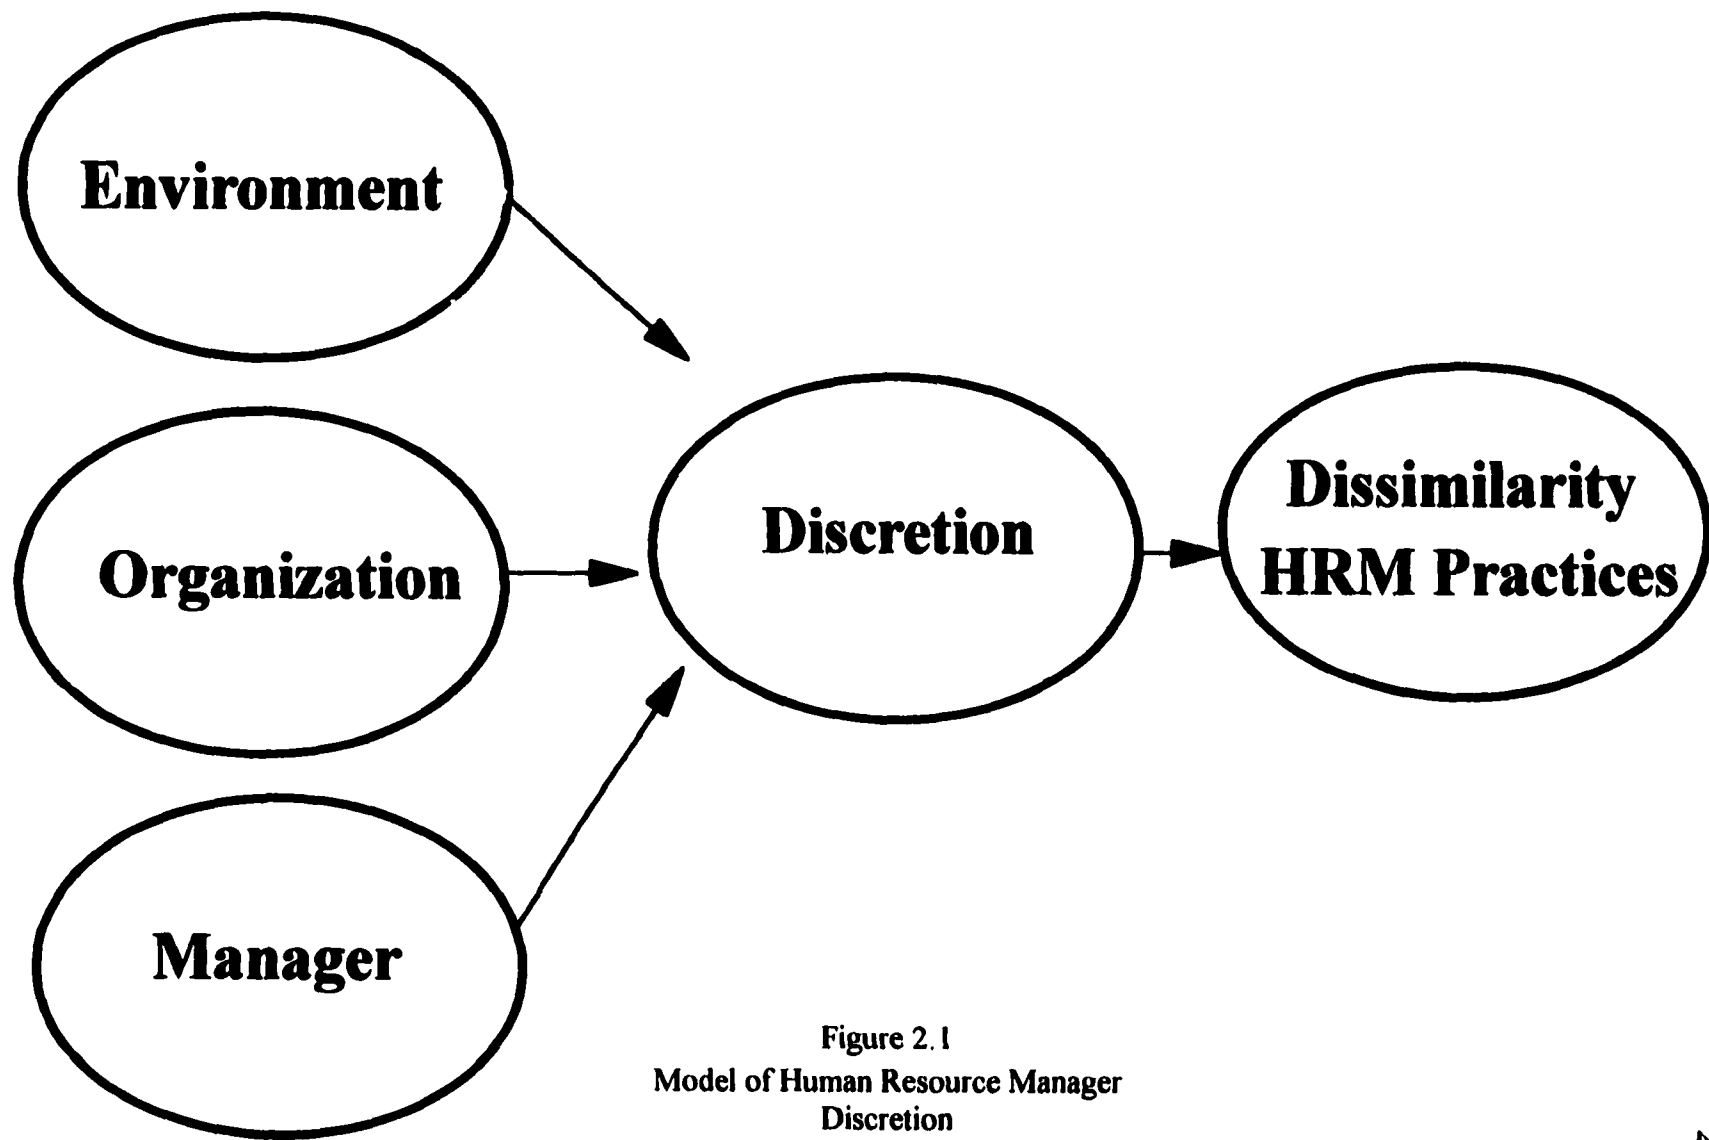 Environment
Organization
Manager
Discretion
Dissimilarity
HRM Practices
Figure 2.1
Model of Human Resource Manager
Discretion